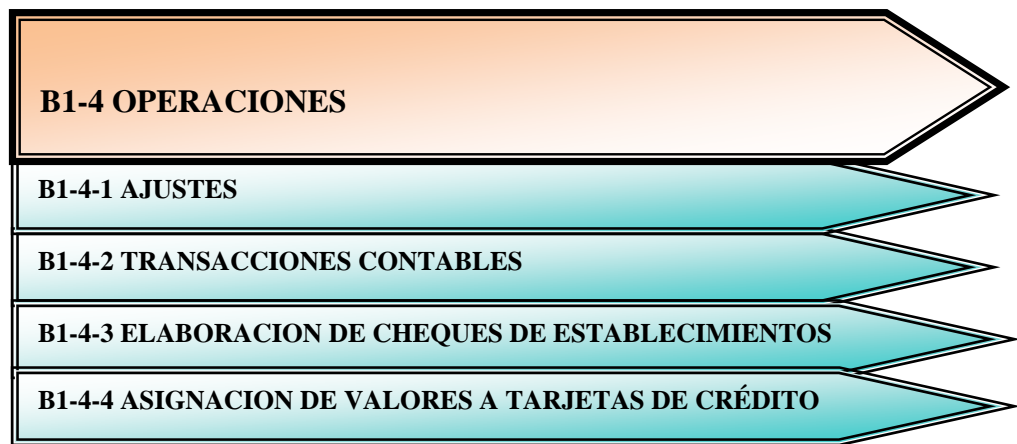 B1-4 OPERACIONES
B1-4-1 AJUSTES
B1-4-2 TRANSACCIONES CONTABLES
B1-4-3 ELABORACION DE CHEQUES DE ESTABLECIMIENTOS
B1-4-4 ASIGNACION DE VALORES A TARJETAS DE CRÉDITO